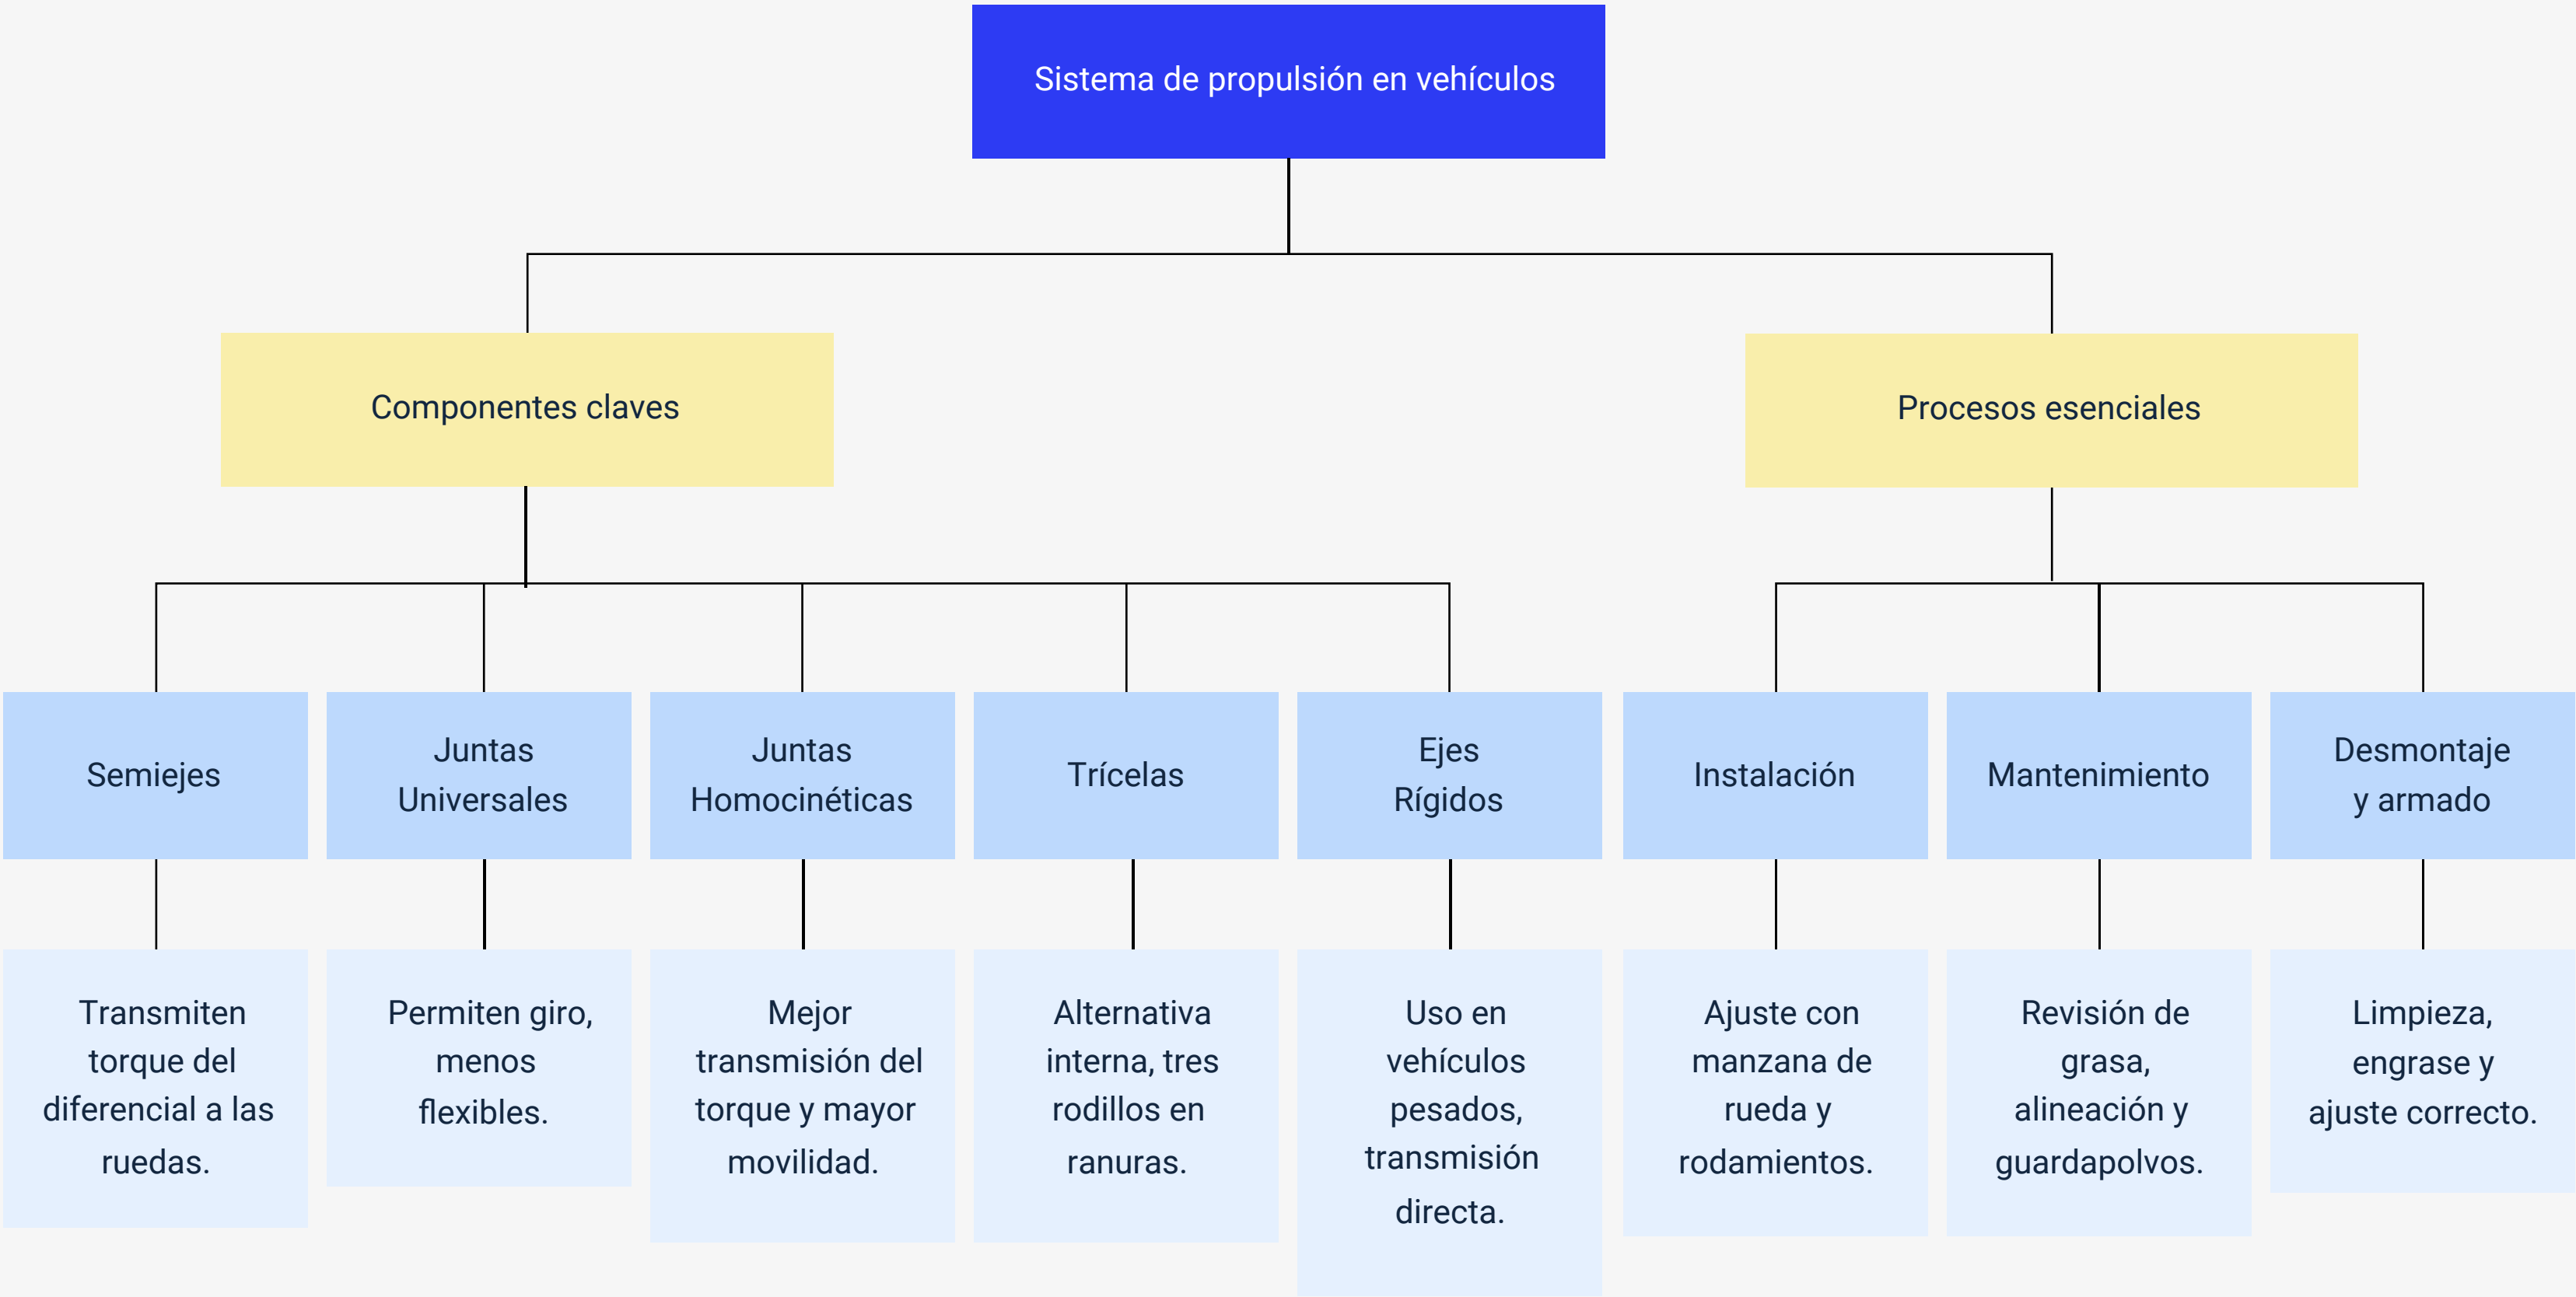 Sistema de propulsión en vehículos
Componentes claves
Procesos esenciales
Semiejes
Juntas
Universales
Juntas
Homocinéticas
Trícelas
Ejes
Rígidos
Instalación
Mantenimiento
Desmontaje
y armado
Transmiten
torque del
diferencial a las
ruedas.
Permiten giro,
menos
flexibles.
Mejor
transmisión del
torque y mayor
movilidad.
Alternativa
interna, tres
rodillos en
ranuras.
Uso en
vehículos
pesados,
transmisión
directa.
Ajuste con
manzana de
rueda y
rodamientos.
Revisión de
grasa,
alineación y
guardapolvos.
Limpieza,
engrase y
ajuste correcto.